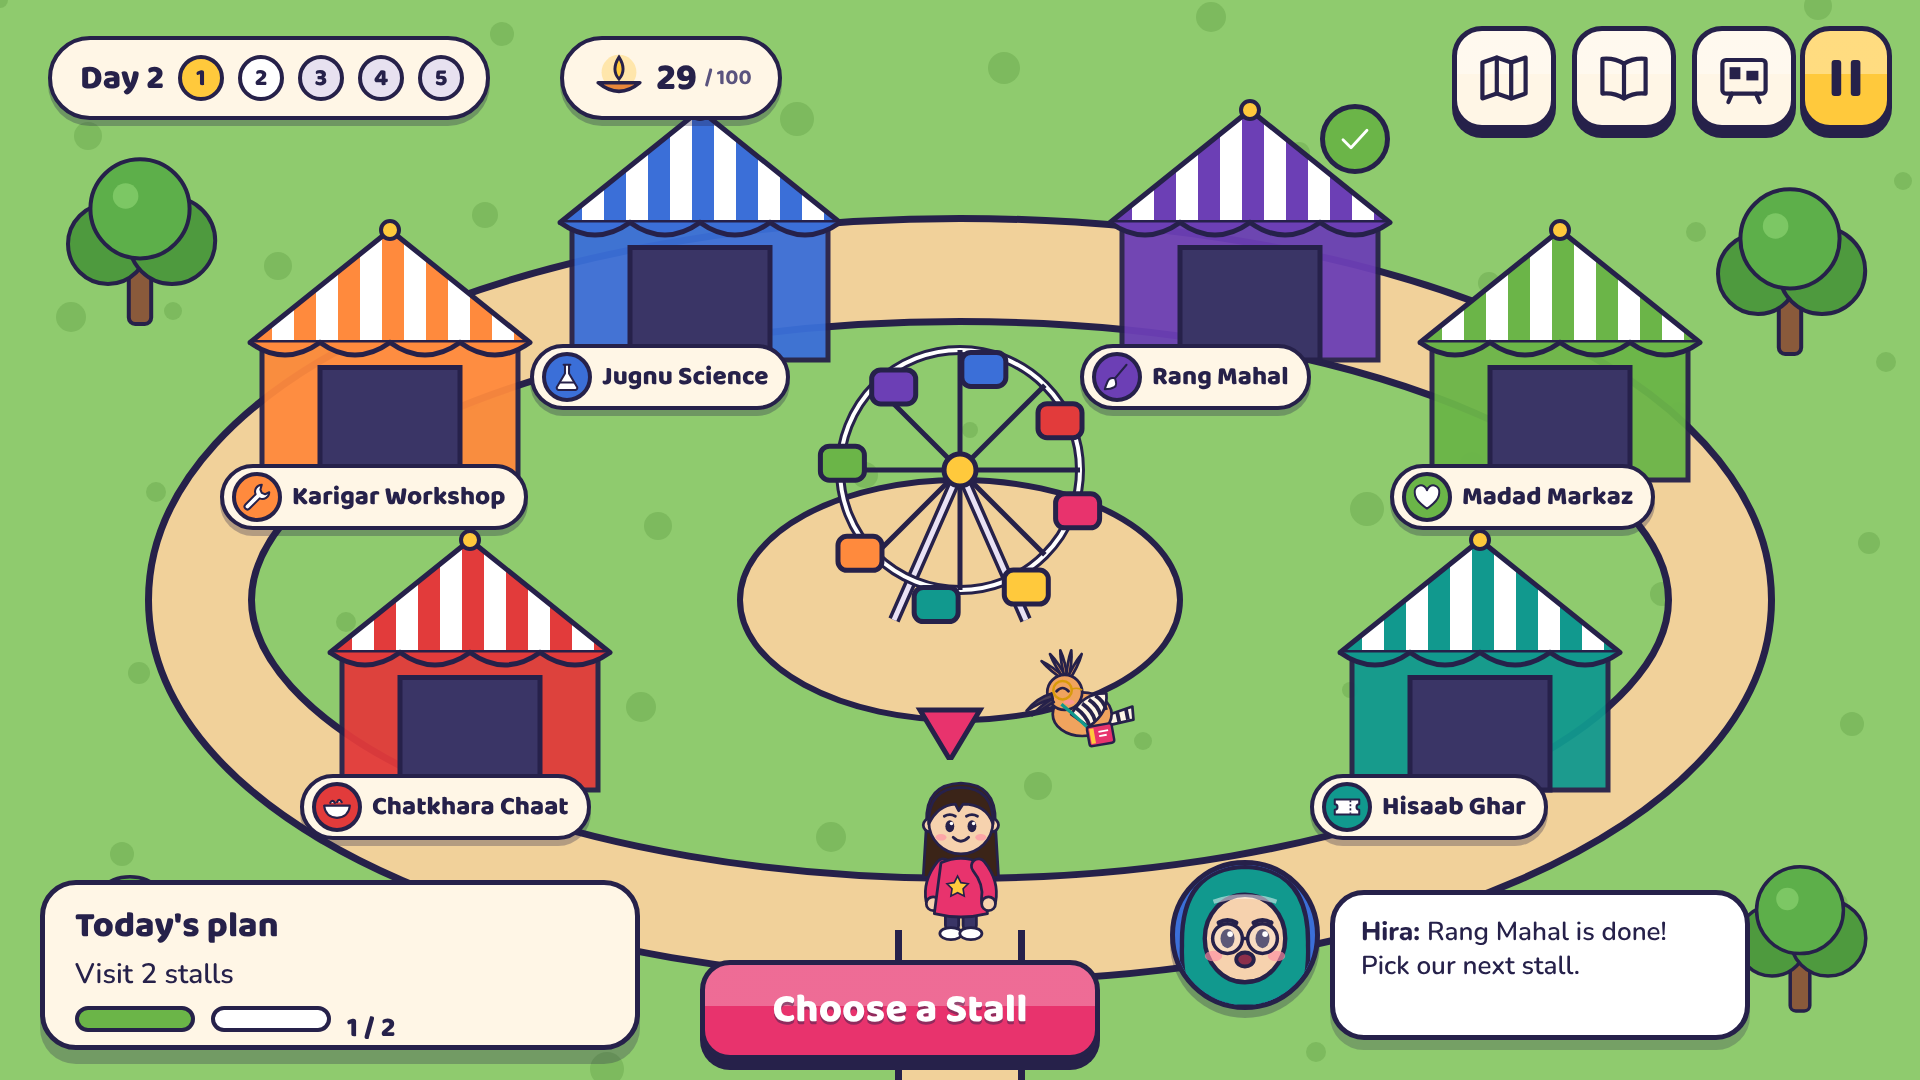 Day 2 1 2 3 4 5
29 / 100
Jugnu Science
Rang Mahal
Karigar Workshop
Madad Markaz
Chatkhara Chaat
Hisaab Ghar
Today's plan
Visit 2 stalls
1 / 2
Choose a Stall
Hira: Rang Mahal is done!
Pick our next stall.